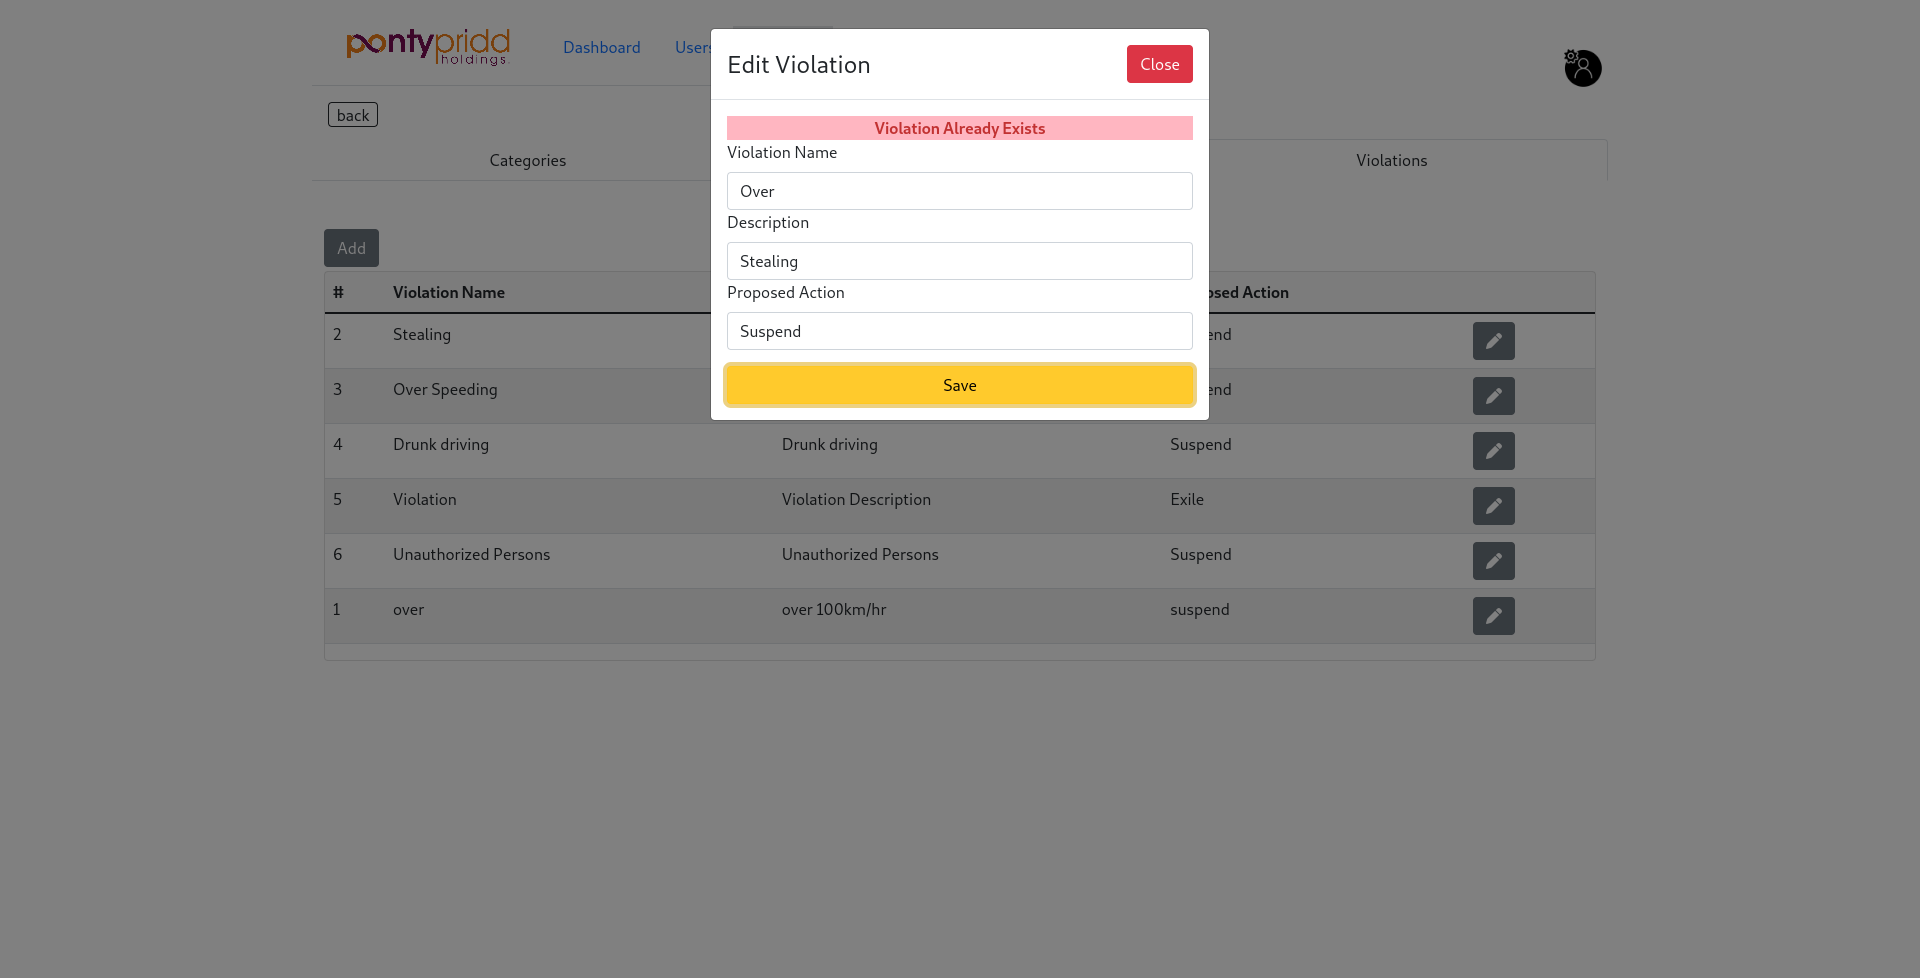 pontypridd
holdings
Dashboard
Users
back
Categories
Violations
Edit Violation
Close
Violation Already Exists
Violation Name
Over
Description
Stealing
Proposed Action
Suspend
Save
Add
# Violation Name osed Action
2 Stealing end
3 Over Speeding end
4 Drunk driving Drunk driving Suspend
5 Violation Violation Description Exile
6 Unauthorized Persons Unauthorized Persons Suspend
1 over over 100km/hr suspend